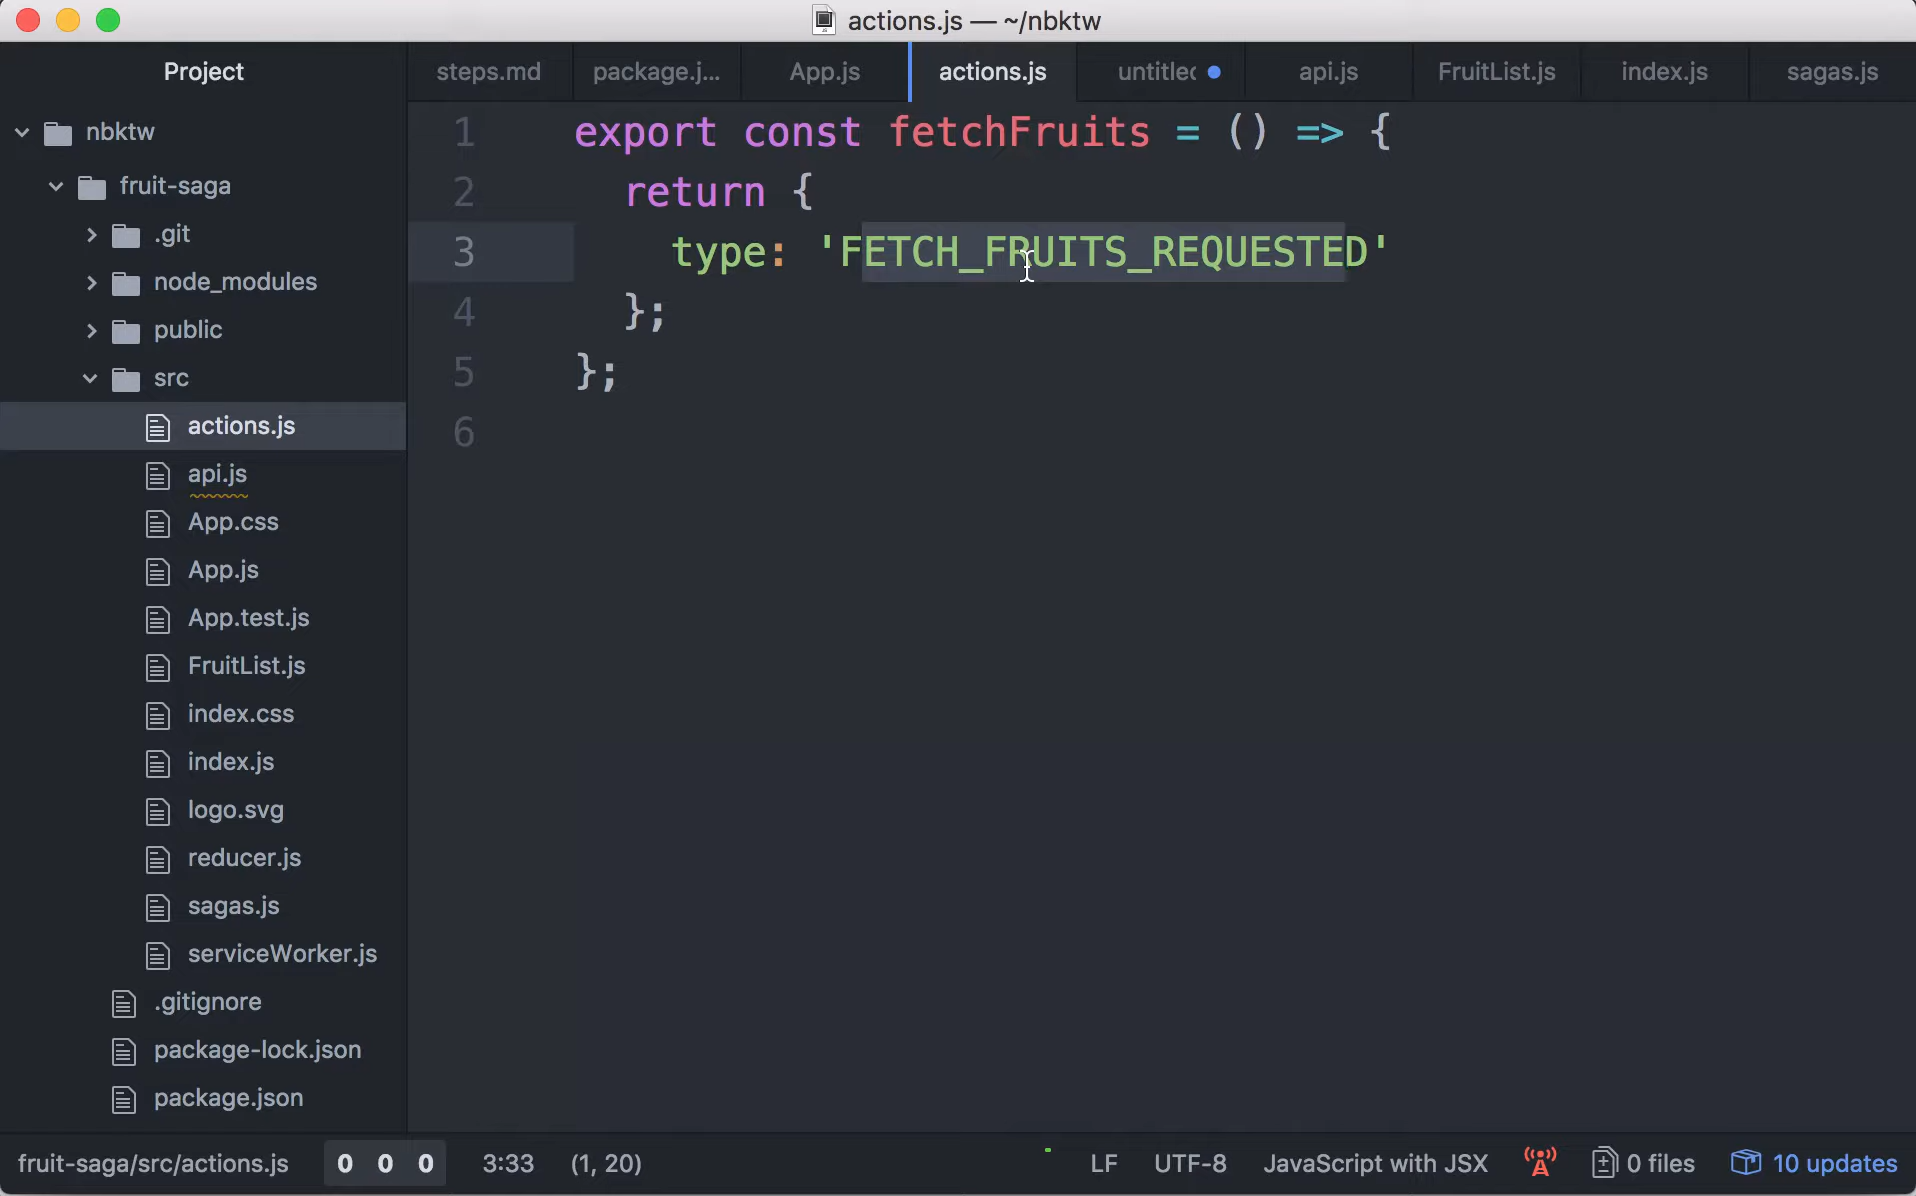 actions.js — ~/nbktw
Project
steps.md
package.j...
App.js
actions.js
untitlec
api.js
FruitList.js
index.js
sagas.js
nbktw
fruit-saga
.git
node_modules
public
src
actions.js
api.js
App.css
App.js
App.test.js
FruitList.js
index.css
index.js
logo.svg
reducer.js
sagas.js
serviceWorker.js
.gitignore
package-lock.json
package.json
1 export const fetchFruits = () => {
2 return {
3 type: 'FETCH_FRUITS_REQUESTED'
4 };
5 };
6
fruit-saga/src/actions.js 0 0 0 3:33 (1, 20) LF UTF-8 JavaScript with JSX 0 files 10 updates